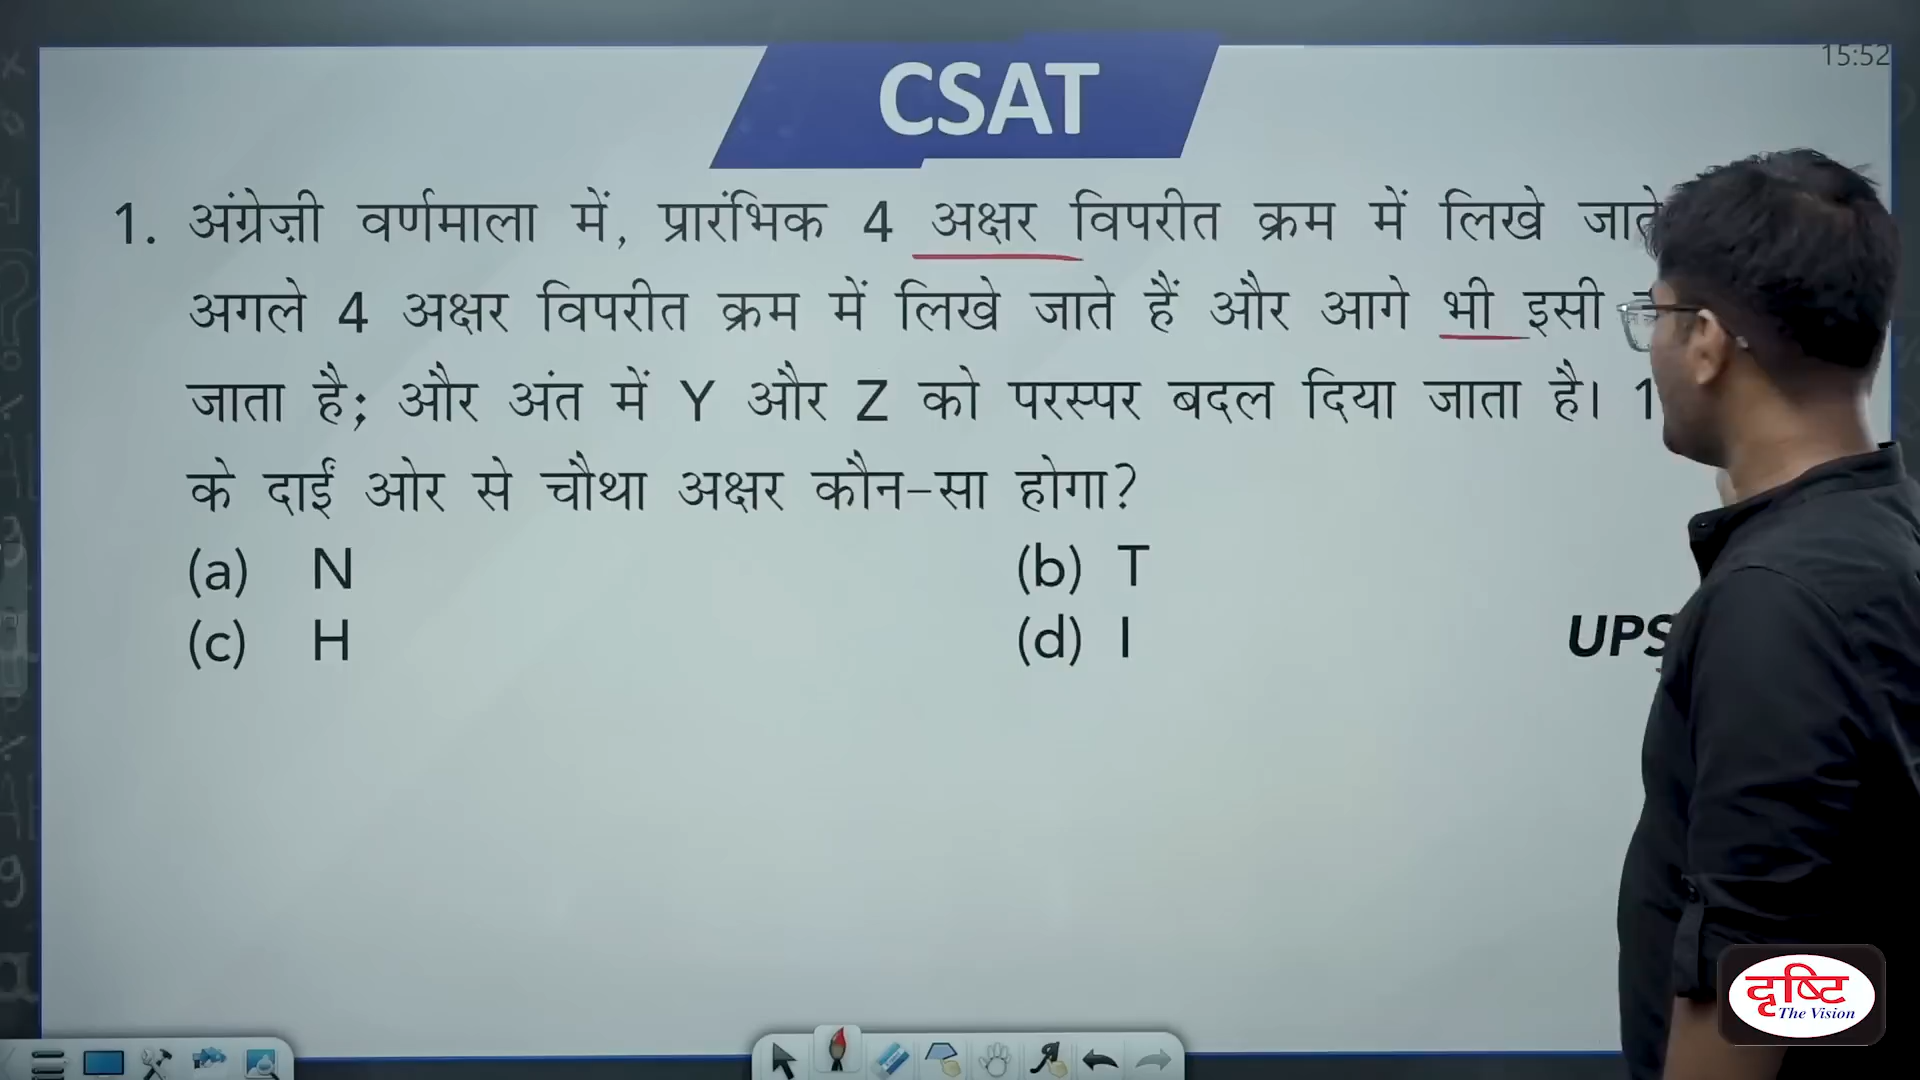 15:52
CSAT
1. अंग्रेज़ी वर्णमाला में, प्रारंभिक 4 अक्षर विपरीत क्रम में लिखे जाते
अगले 4 अक्षर विपरीत क्रम में लिखे जाते हैं और आगे भी इसी
जाता है; और अंत में Y और Z को परस्पर बदल दिया जाता है। 1
के दाईं ओर से चौथा अक्षर कौन-सा होगा?
(a) N (b) T
(c) H (d) I
UPS
दृष्टि
The Vision